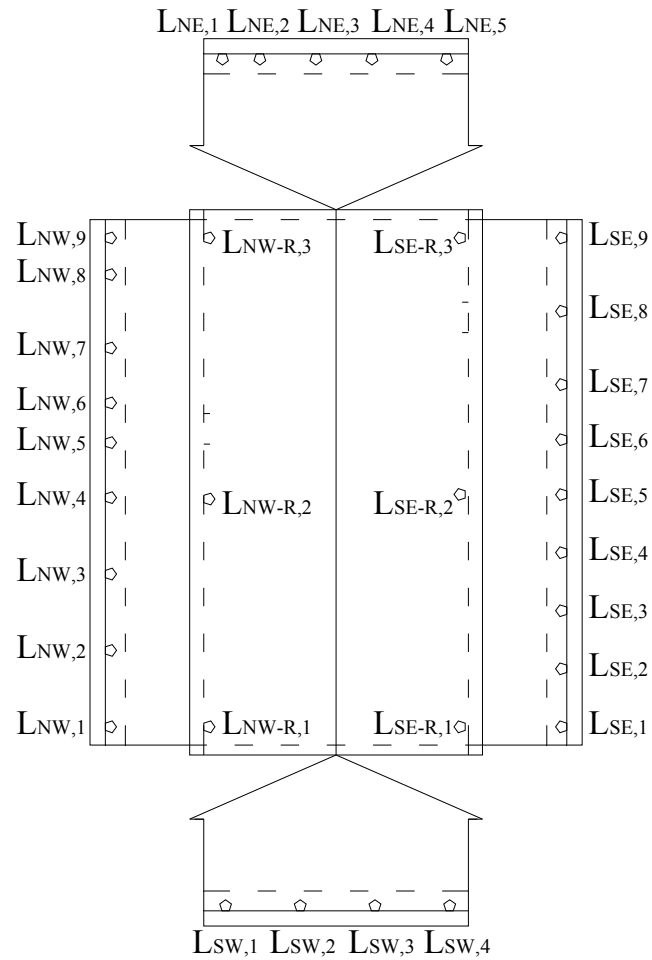 LNE,1 LNE,2 LNE,3 LNE,4 LNE,5
LNW,9 LNW-R,3 LSE-R,3 LSE,9
LNW,8
LSE,8
LNW,7
LSE,7
LNW,6
LNW,5 LSE,6
LNW,4 LNW-R,2 LSE-R,2 LSE,5
LSE,4
LNW,3
LSE,3
LNW,2
LSE,2
LNW,1 LNW-R,1 LSE-R,1 LSE,1
LSW,1 LSW,2 LSW,3 LSW,4